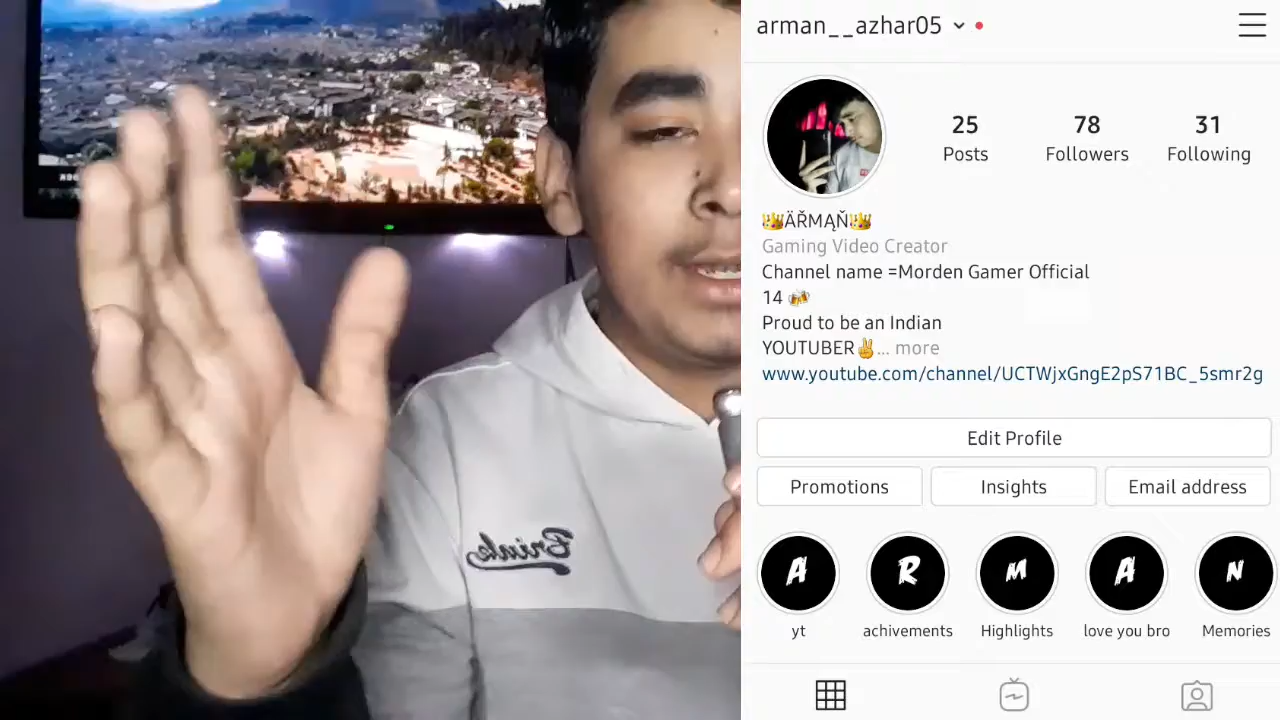 arman__azhar05
25
Posts
78
Followers
31
Following
👑ÄŘMĄŇ👑
Gaming Video Creator
Channel name =Morden Gamer Official
14 🍻
Proud to be an Indian
YOUTUBER✌️... more
www.youtube.com/channel/UCTWjxGngE2pS71BC_5smr2g
Edit Profile
Promotions
Insights
Email address
A
R
M
A
N
yt
achivements
Highlights
love you bro
Memories